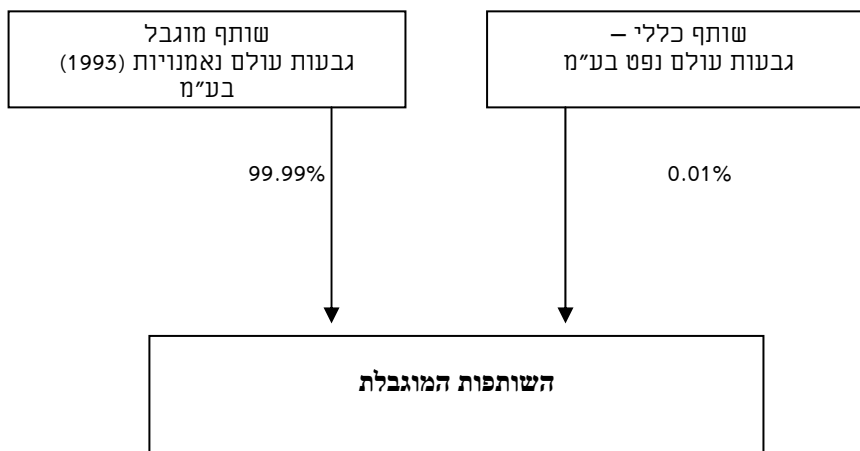 שותף כללי –
גבעות עולם נפט בע"מ
שותף מוגבל
גבעות עולם נאמנויות (1993)
בע"מ
0.01%
99.99%
השותפות המוגבלת